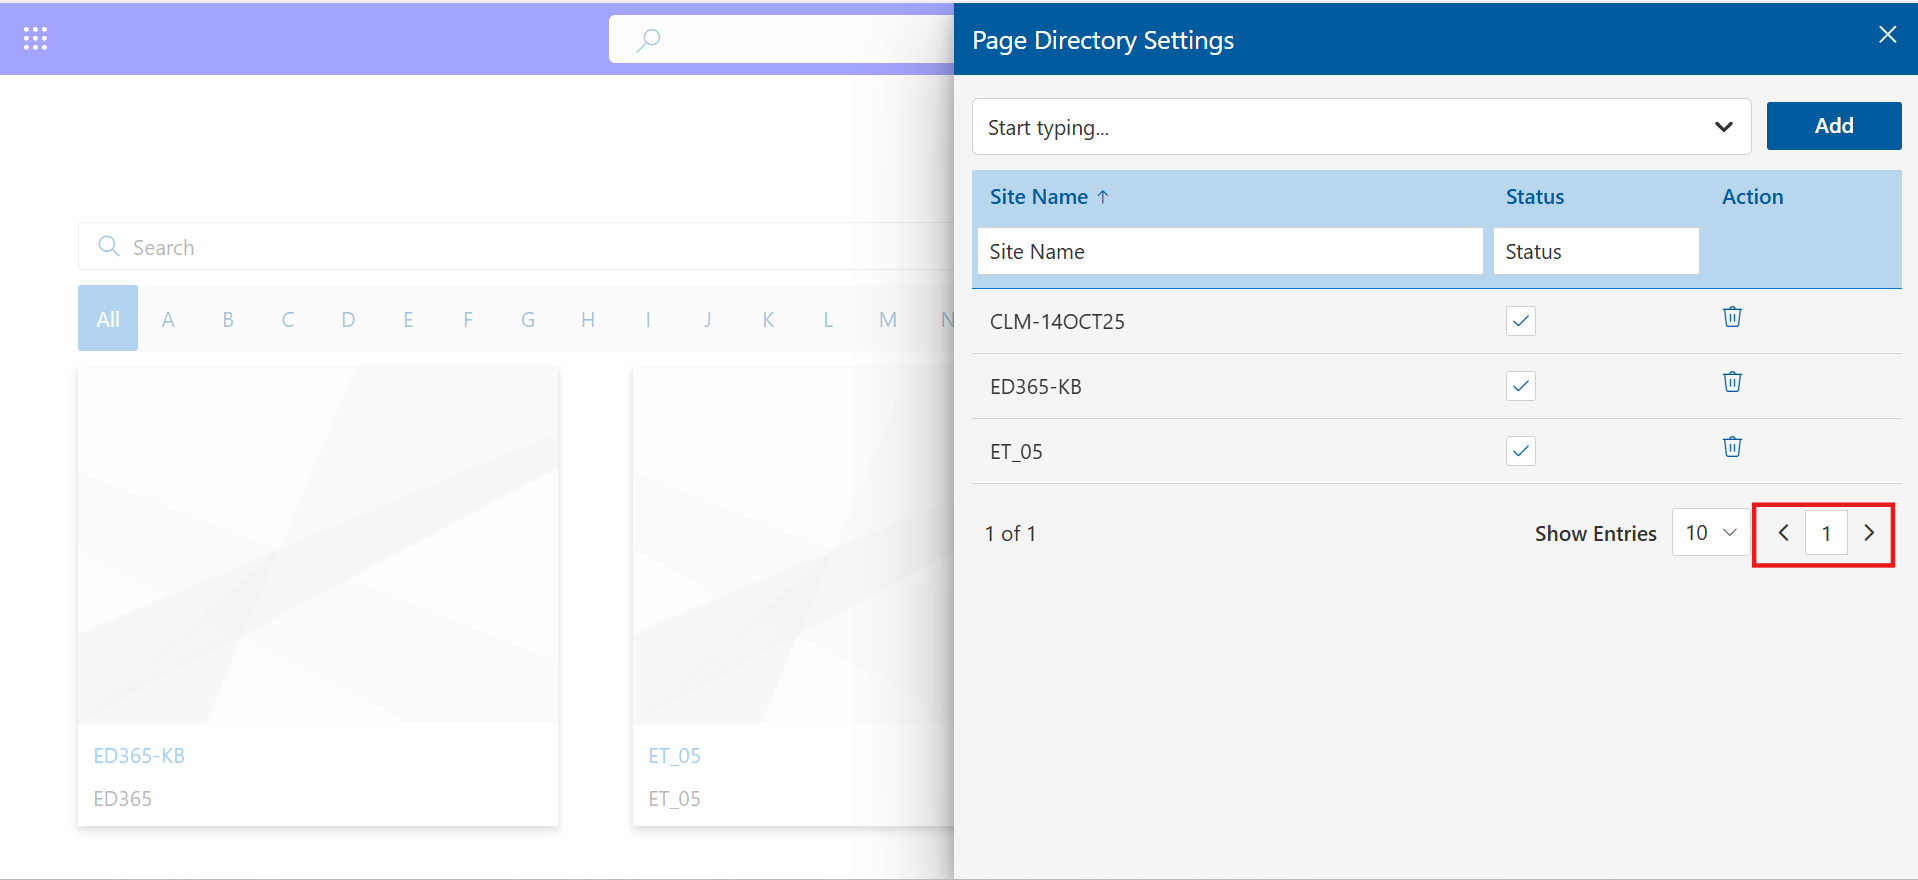 Page Directory Settings
Start typing...
Add
Site Name ↑ Status Action
Site Name Status
CLM-14OCT25
ED365-KB
ET_05
1 of 1 Show Entries 10 1
Search
All A B C D E F G H I J K L M N
ED365-KB
ED365
ET_05
ET_05